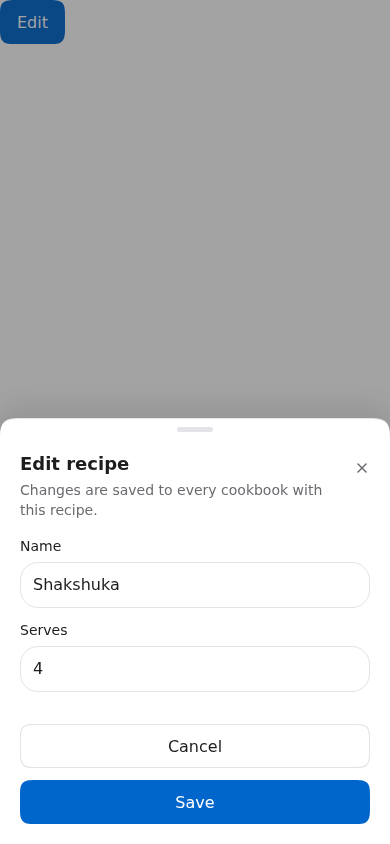 Edit
Edit recipe
Changes are saved to every cookbook with
this recipe.
Name
Shakshuka
Serves
4
Cancel
Save